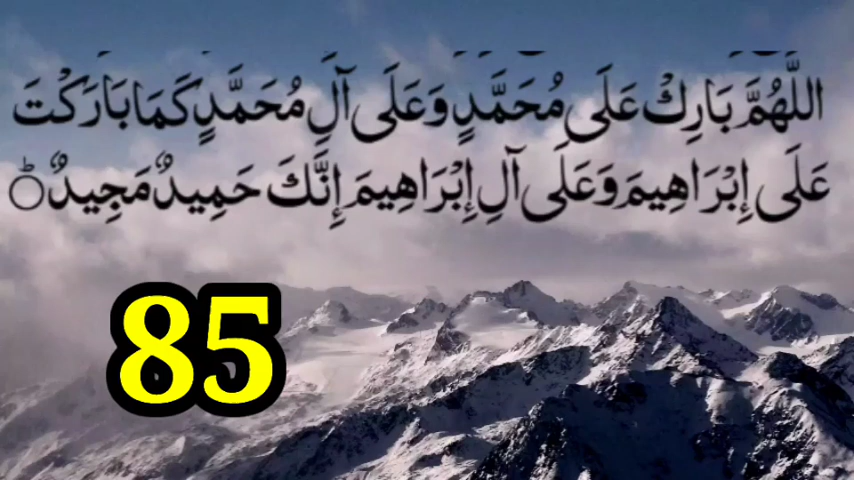 اللَّهُمَّ بَارِكْ عَلَى مُحَمَّدٍ وَعَلَى آلِ مُحَمَّدٍ كَمَا بَارَكْتَ
عَلَى إِبْرَاهِيمَ وَعَلَى آلِ إِبْرَاهِيمَ إِنَّكَ حَمِيدٌ مَجِيدٌ
85